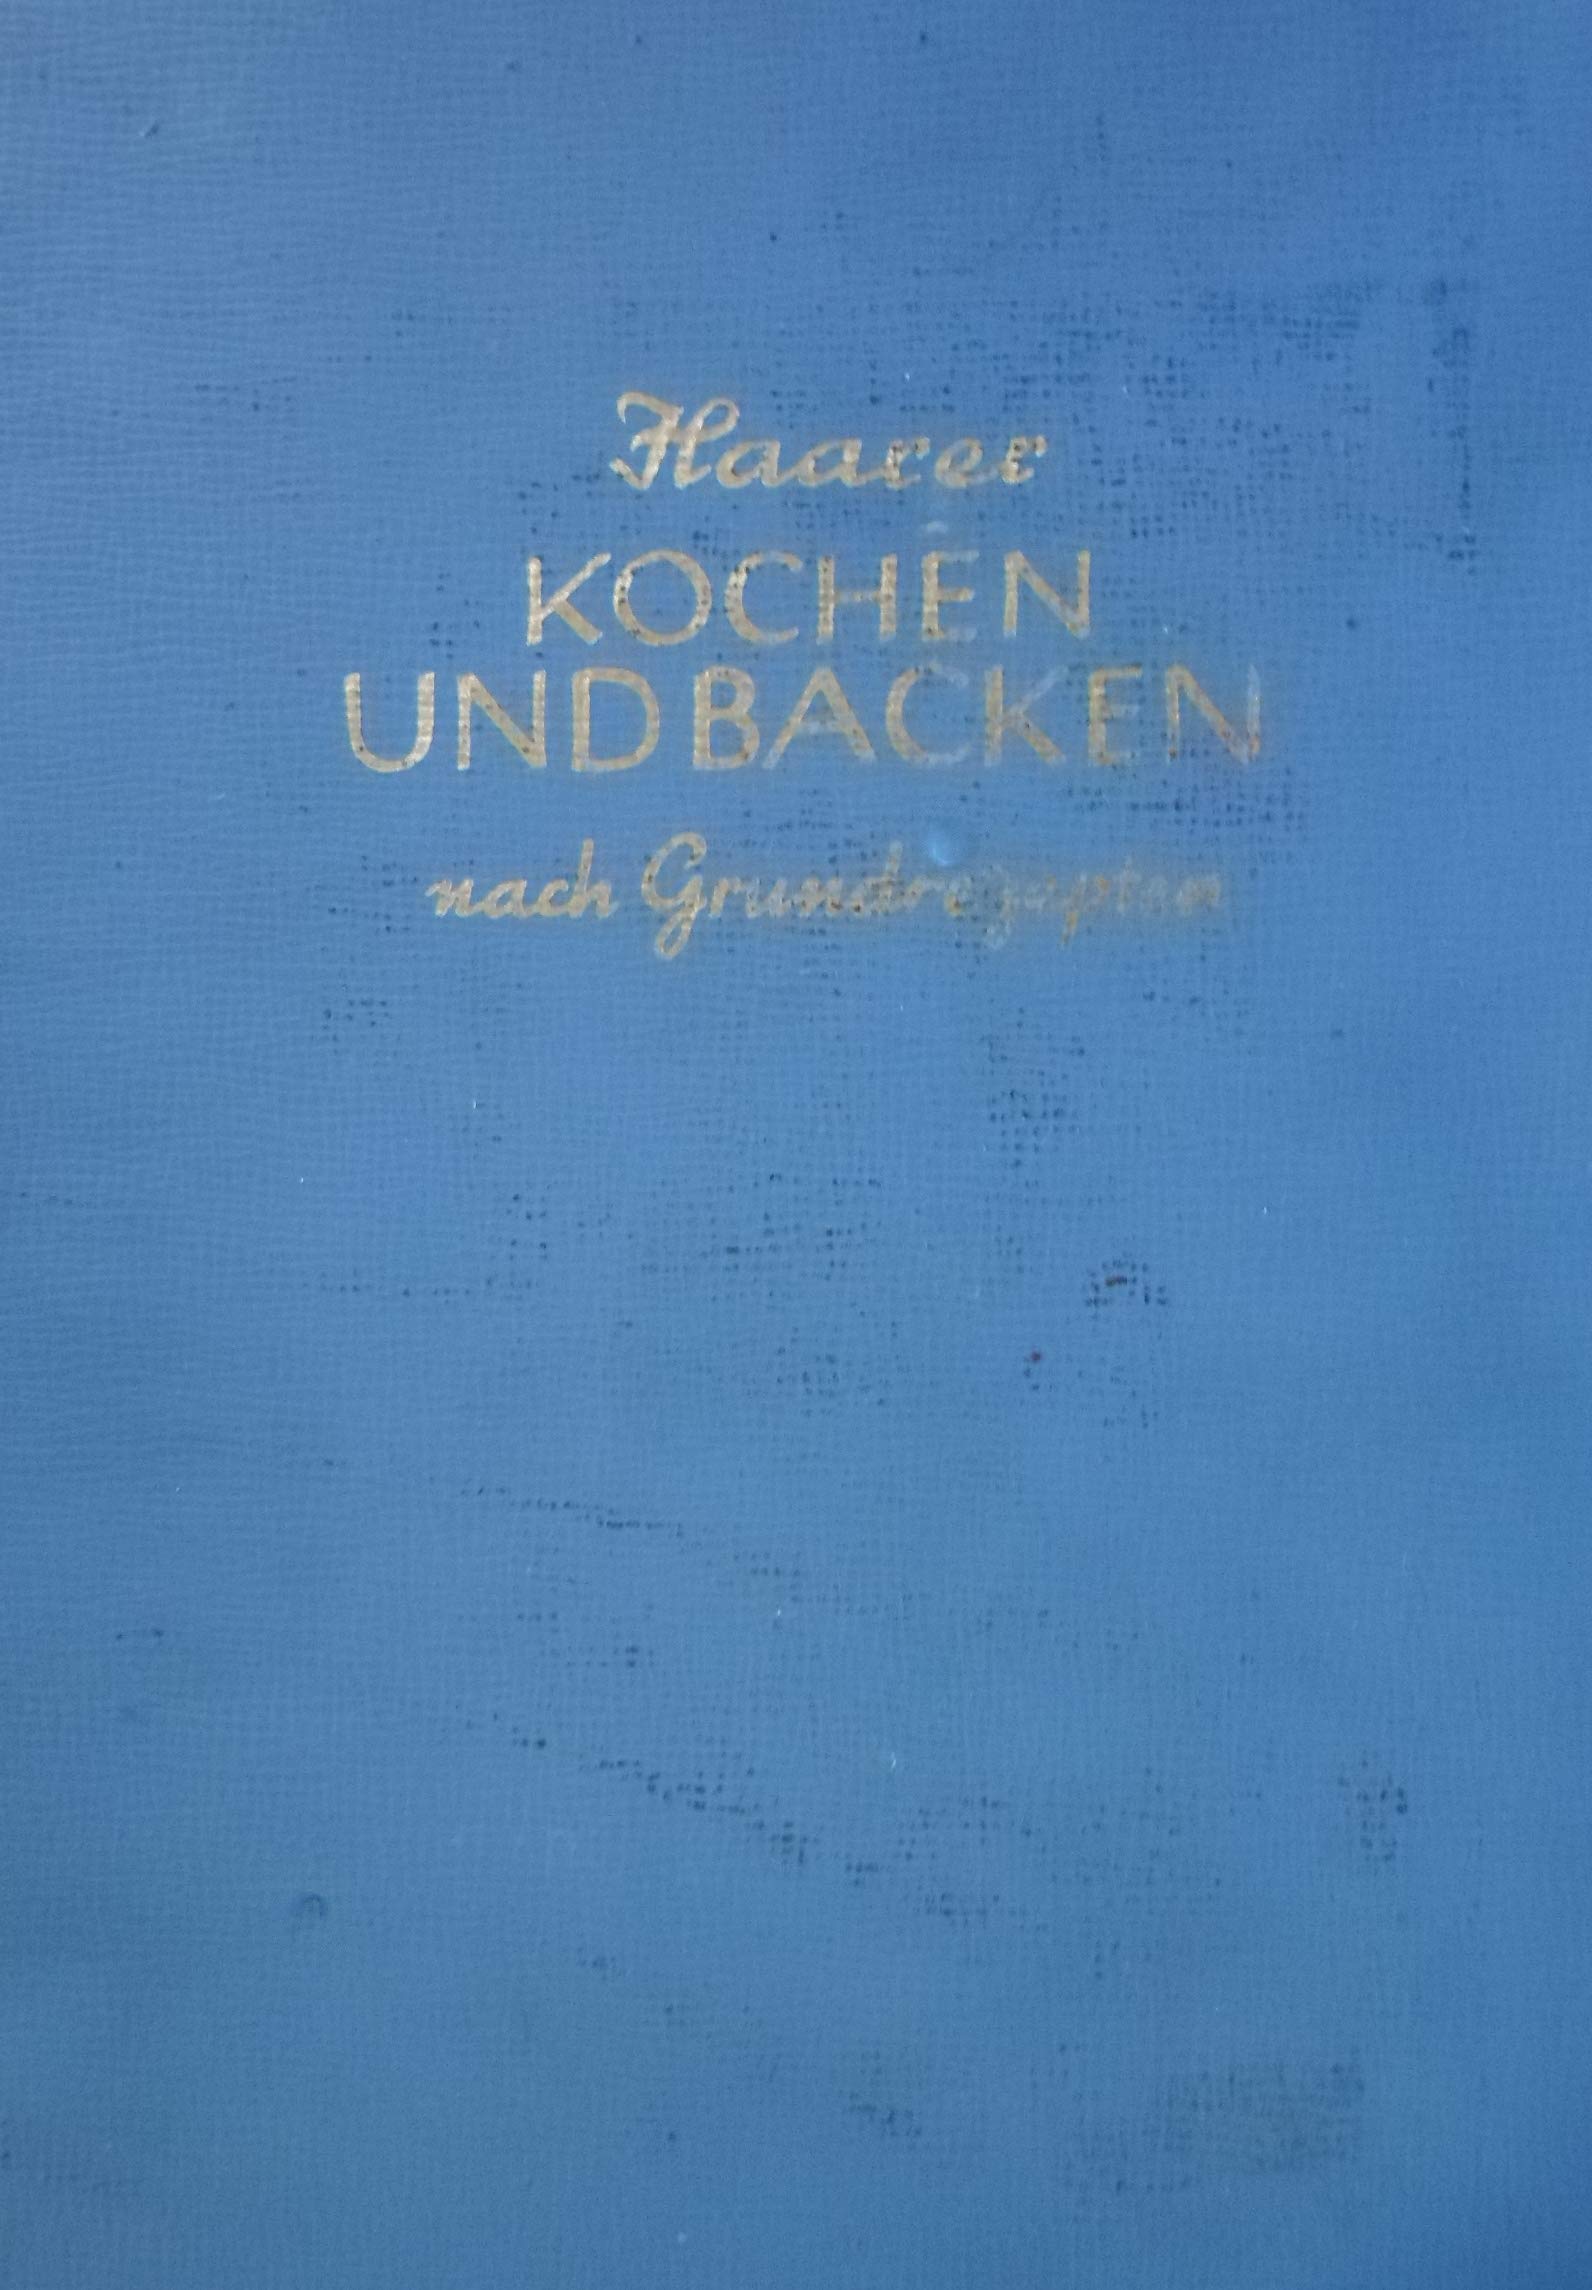 Haarer
KOCHEN
UND BACKEN
nach Grundrezepten